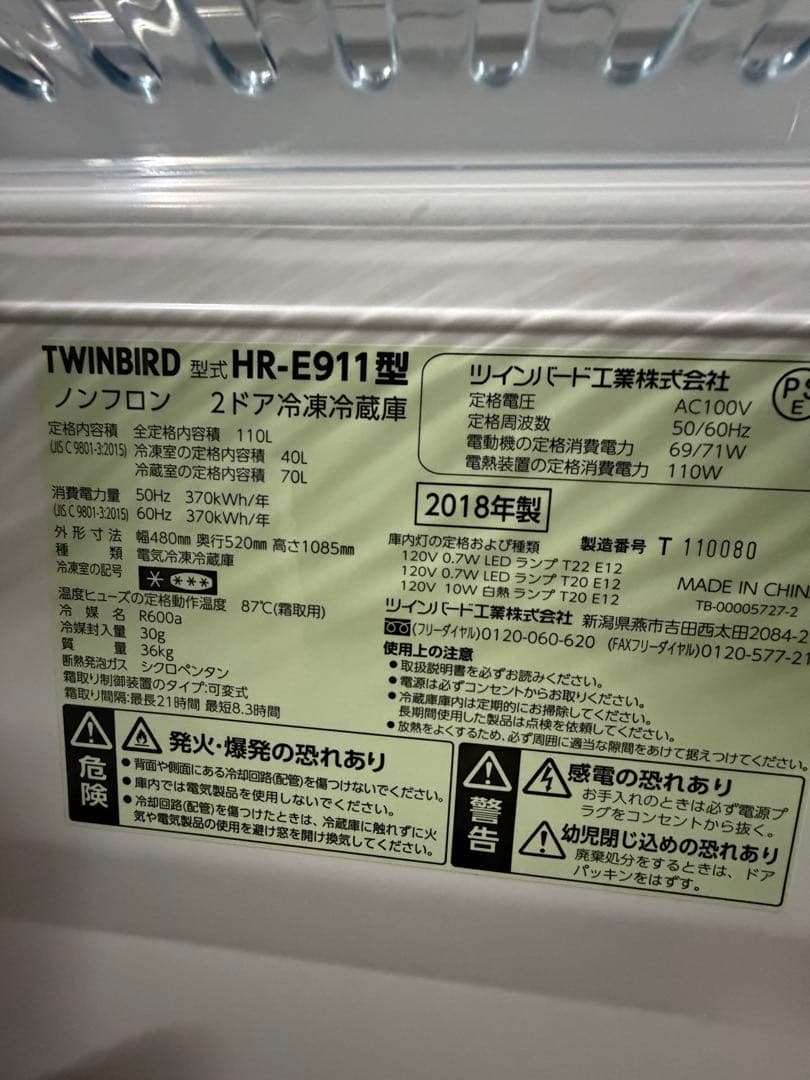 TWINBIRD 型式 HR-E911型
ノンフロン 2ドア冷凍冷蔵庫
定格内容積 全定格内容積 110L
(JIS C 9801-3:2015) 冷凍室の定格内容積 40L
冷蔵室の定格内容積 70L
消費電力量 50Hz 370kWh/年
(JIS C 9801-3:2015) 60Hz 370kWh/年
外形寸法 幅480mm 奥行520mm 高さ1085mm
種類 電気冷凍冷蔵庫
冷凍室の記号
温度ヒューズの定格動作温度 87℃(霜取用)
冷媒名 R600a
冷媒封入量 30g
質量 36kg
断熱発泡ガス シクロペンタン
霜取り制御装置のタイプ:可変式
霜取り間隔:最長21時間 最短8.3時間
ツインバード工業株式会社
定格電圧 AC100V
定格周波数 50/60Hz
電動機の定格消費電力 69/71W
電熱装置の定格消費電力 110W
PS
E
2018年製
庫内灯の定格および種類
120V 0.7W LED ランプ T22 E12
120V 0.7W LED ランプ T20 E12
120V 10W 白熱 ランプ T20 E12
製造番号 T 110080
MADE IN CHIN
TB-00005727-2
ツインバード工業株式会社 新潟県燕市吉田西太田2084-2
(フリーダイヤル)0120-060-620 (FAXフリーダイヤル)0120-577-21
使用上の注意
●取扱説明書を必ずお読みください。
●電源は必ずコンセントからお取りください。
●冷蔵庫庫内は定期的にお掃除してください。
長期間使用した製品は点検を依頼してください。
●放熱をよくするため、必ず周囲に適当な隙間をあけて据えつけてください。
危険
発火・爆発の恐れあり
●背面や側面にある冷却回路(配管)を傷つけないでください。
●庫内では電気製品を使用しないでください。
●冷却回路(配管)を傷つけたときは、冷蔵庫に触れずに火
気や電気製品の使用を避け窓を開け換気してください。
警告
感電の恐れあり
お手入れのときは必ず電源プ
ラグをコンセントから抜く。
幼児閉じ込めの恐れあり
廃棄処分をするときは、ドア
パッキンをはずす。